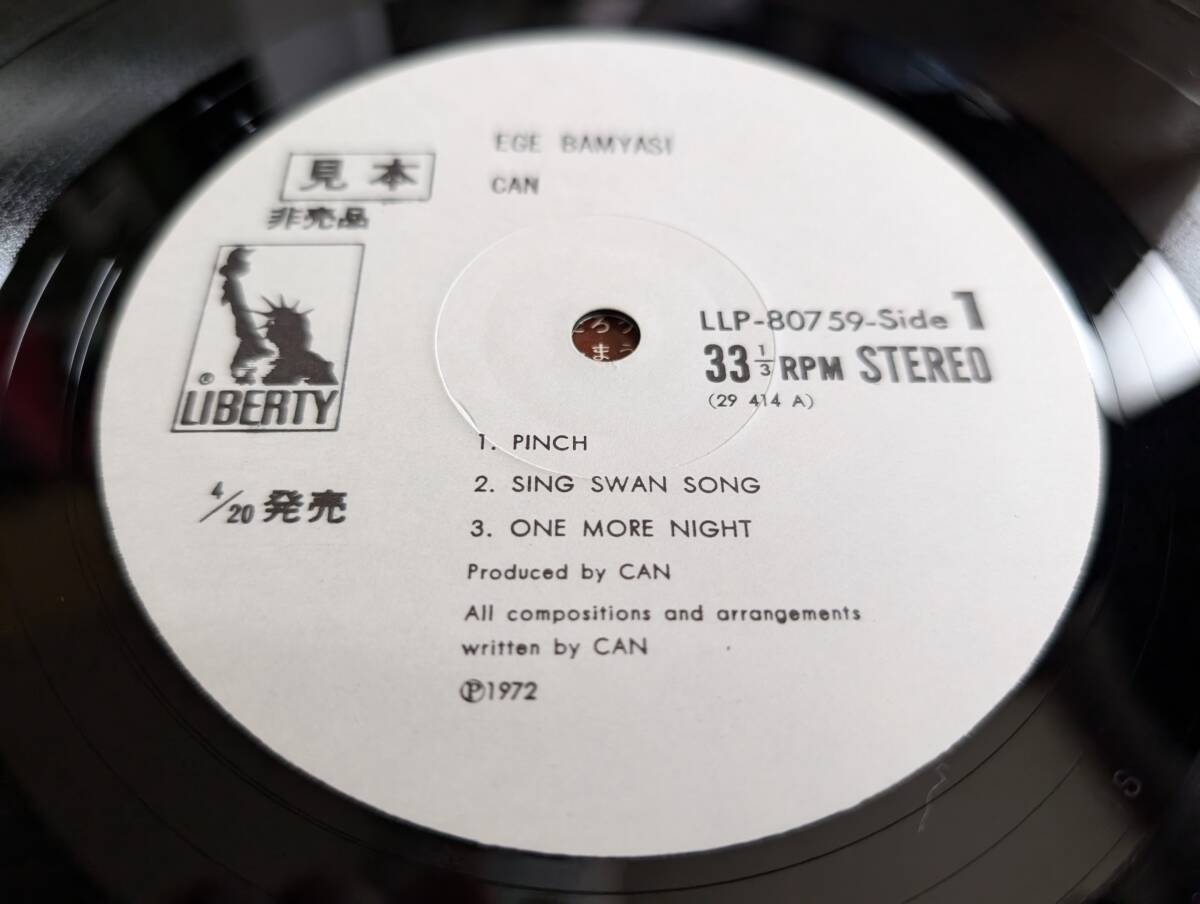 EGE BAMYASI
CAN
見本
非売品
® LIBERTY
4/20 発売
LLP-80759-Side 1
33 1/3 RPM STEREO
(29 414 A)
1. PINCH
2. SING SWAN SONG
3. ONE MORE NIGHT
Produced by CAN
All compositions and arrangements
written by CAN
Ⓟ1972
S